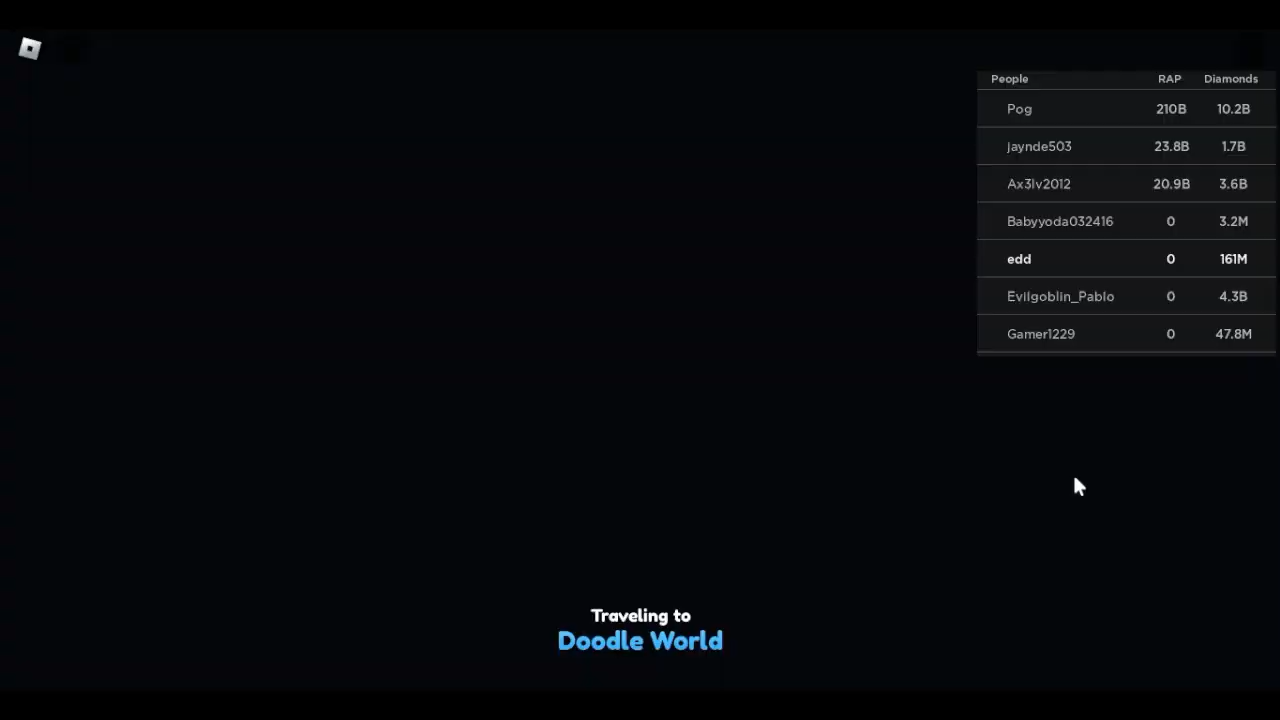 People RAP Diamonds
Pog 210B 10.2B
jaynde503 23.8B 1.7B
Ax3lv2012 20.9B 3.6B
Babyyoda032416 0 3.2M
edd 0 161M
Evilgoblin_Pablo 0 4.3B
Gamer1229 0 47.8M
Traveling to
Doodle World